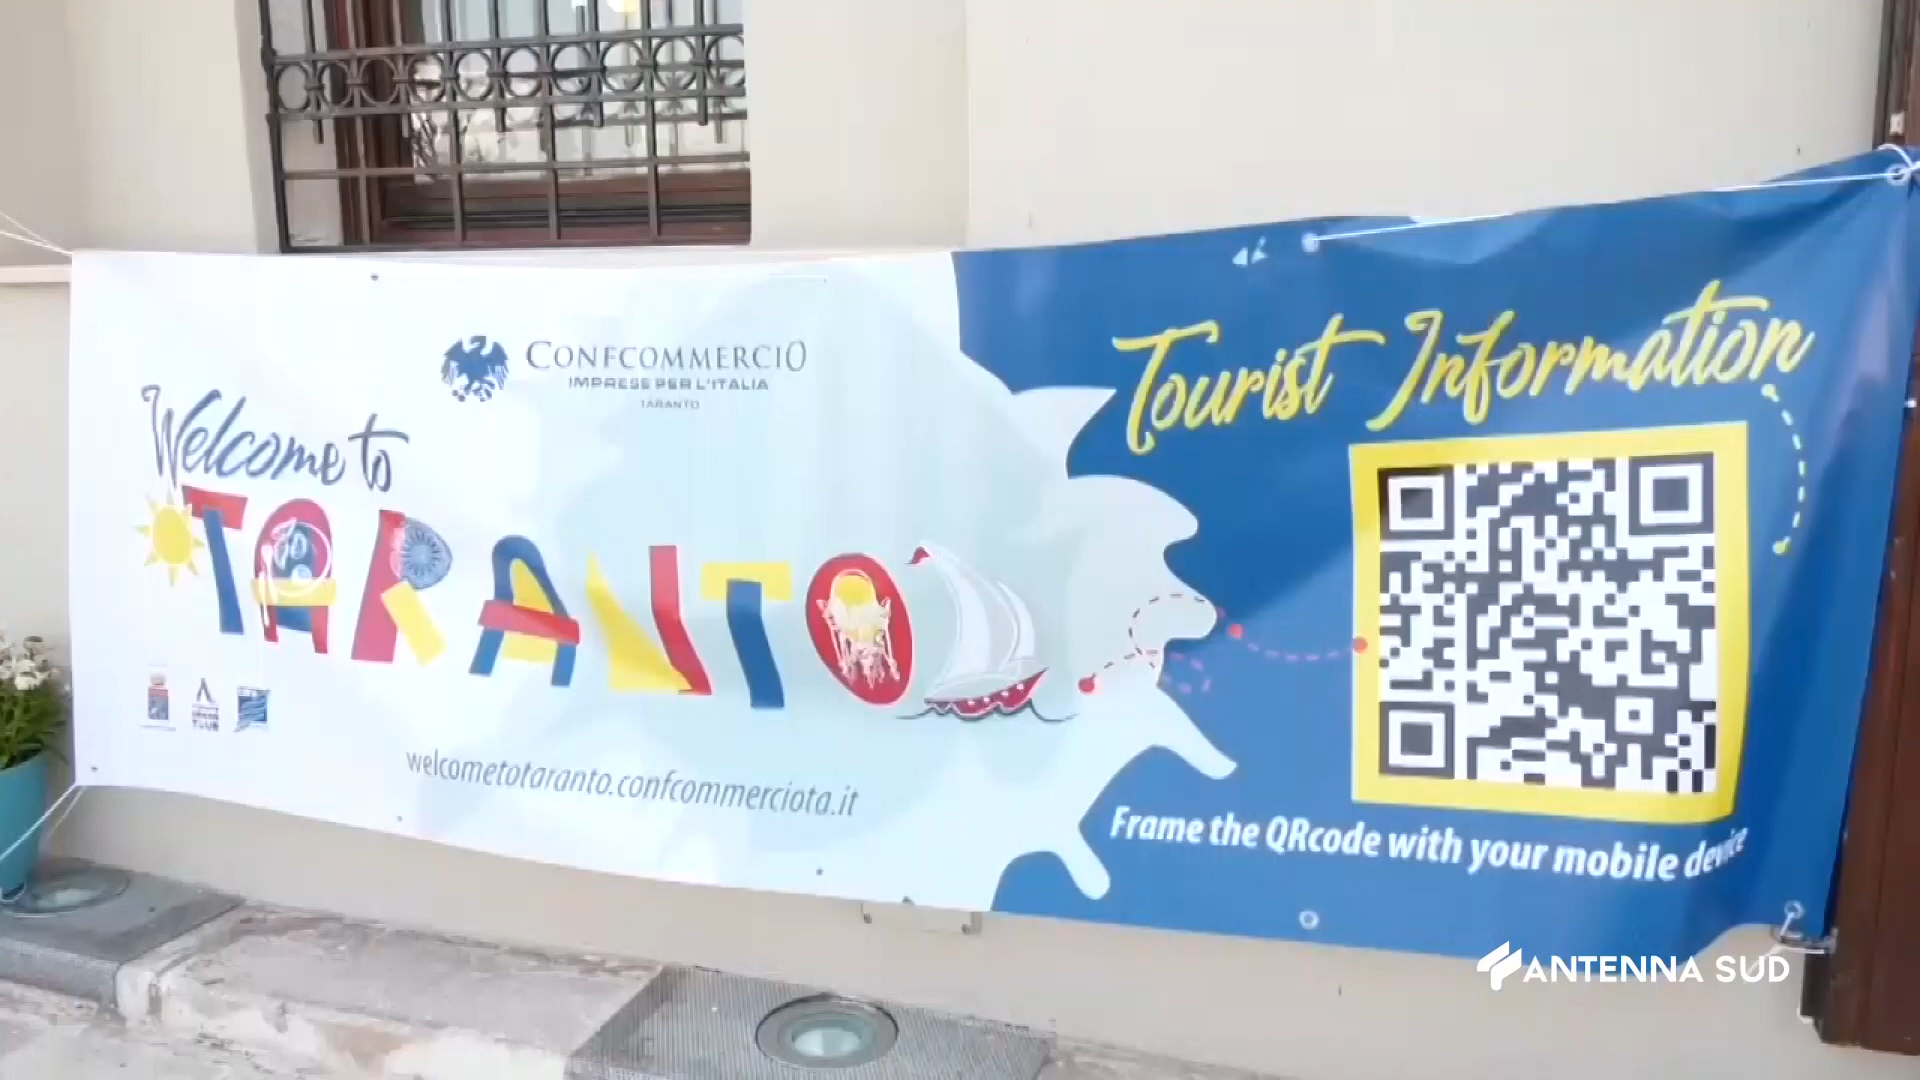 CONFCOMMERCIO
IMPRESE PER L'ITALIA
TARANTO
Welcome to
TARANTO
welcometotaranto.confcommerciota.it
Tourist Information
Frame the QRcode with your mobile device
ANTENNA SUD